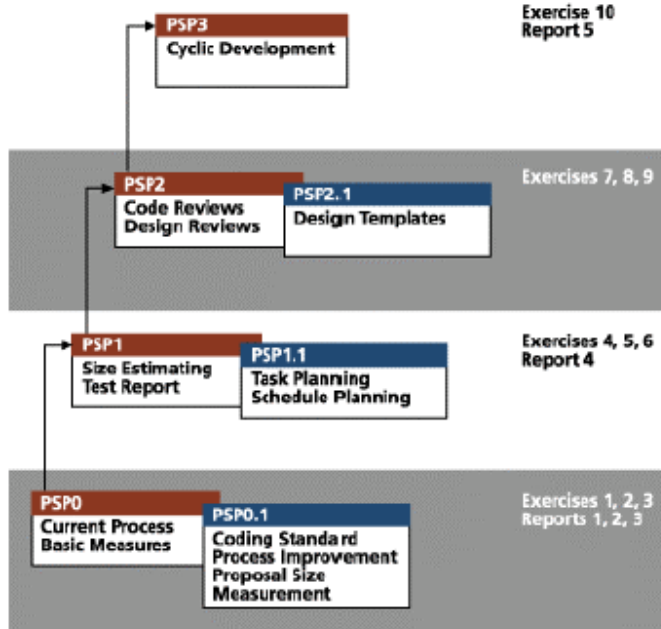 PSP3
Cyclic Development
Exercise 10
Report 5
PSP2
Code Reviews
Design Reviews
PSP2.1
Design Templates
Exercises 7, 8, 9
PSP1
Size Estimating
Test Report
PSP1.1
Task Planning
Schedule Planning
Exercises 4, 5, 6
Report 4
PSP0
Current Process
Basic Measures
PSP0.1
Coding Standard
Process Improvement
Proposal Size
Measurement
Exercises 1, 2, 3
Reports 1, 2, 3